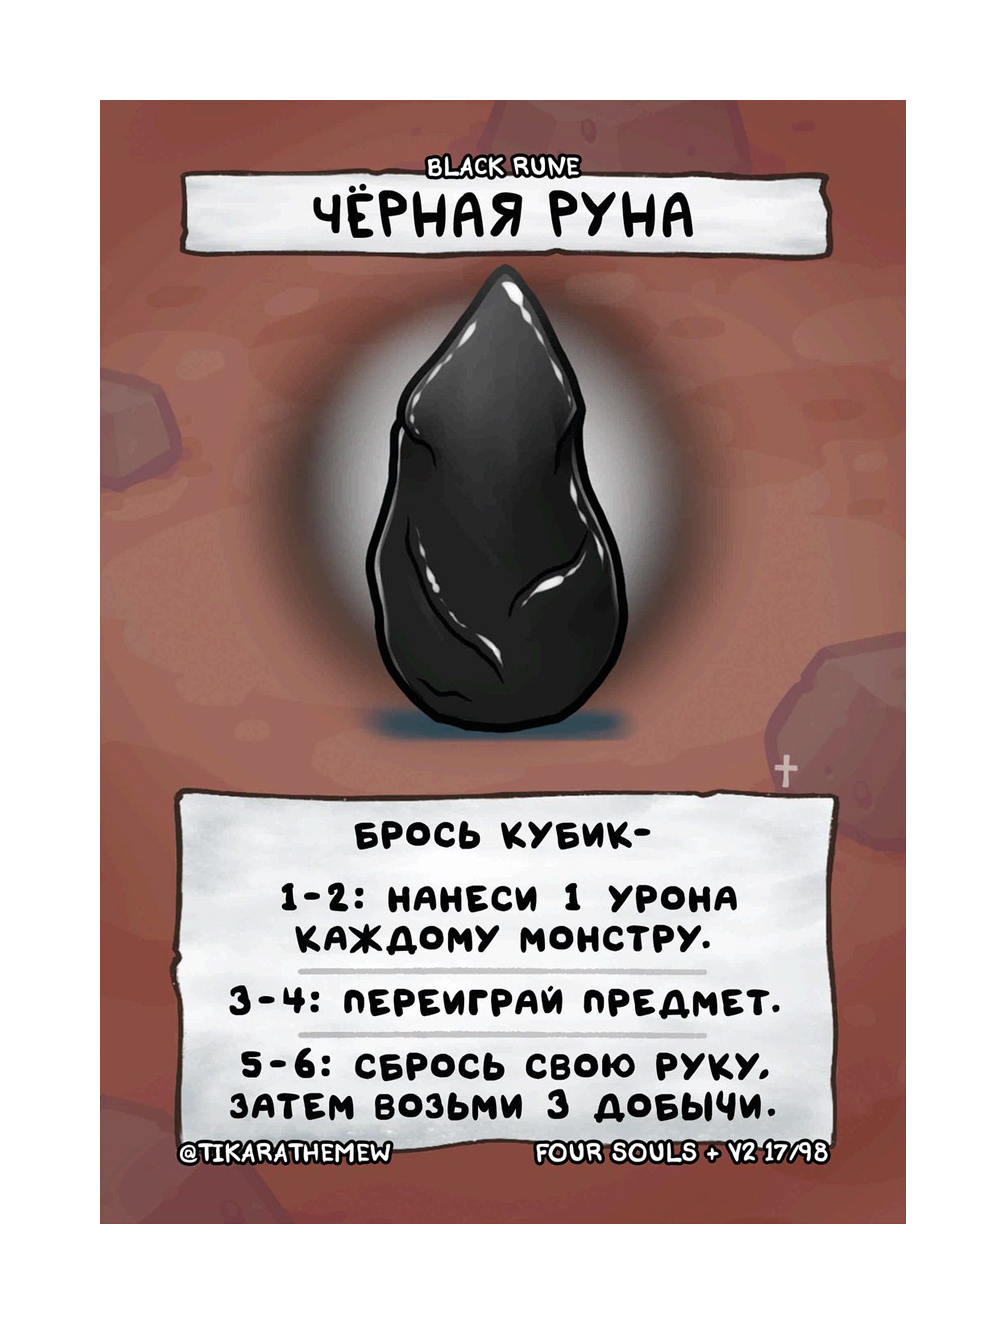 BLACK RUNE
ЧЁРНАЯ РУНА
БРОСЬ КУБИК-
1-2: НАНЕСИ 1 УРОНА
КАЖДОМУ МОНСТРУ.
3-4: ПЕРЕИГРАЙ ПРЕДМЕТ.
5-6: СБРОСЬ СВОЮ РУКУ.
ЗАТЕМ ВОЗЬМИ 3 ДОБЫЧИ.
@TIKARATHEMEW FOUR SOULS + V2 17/98